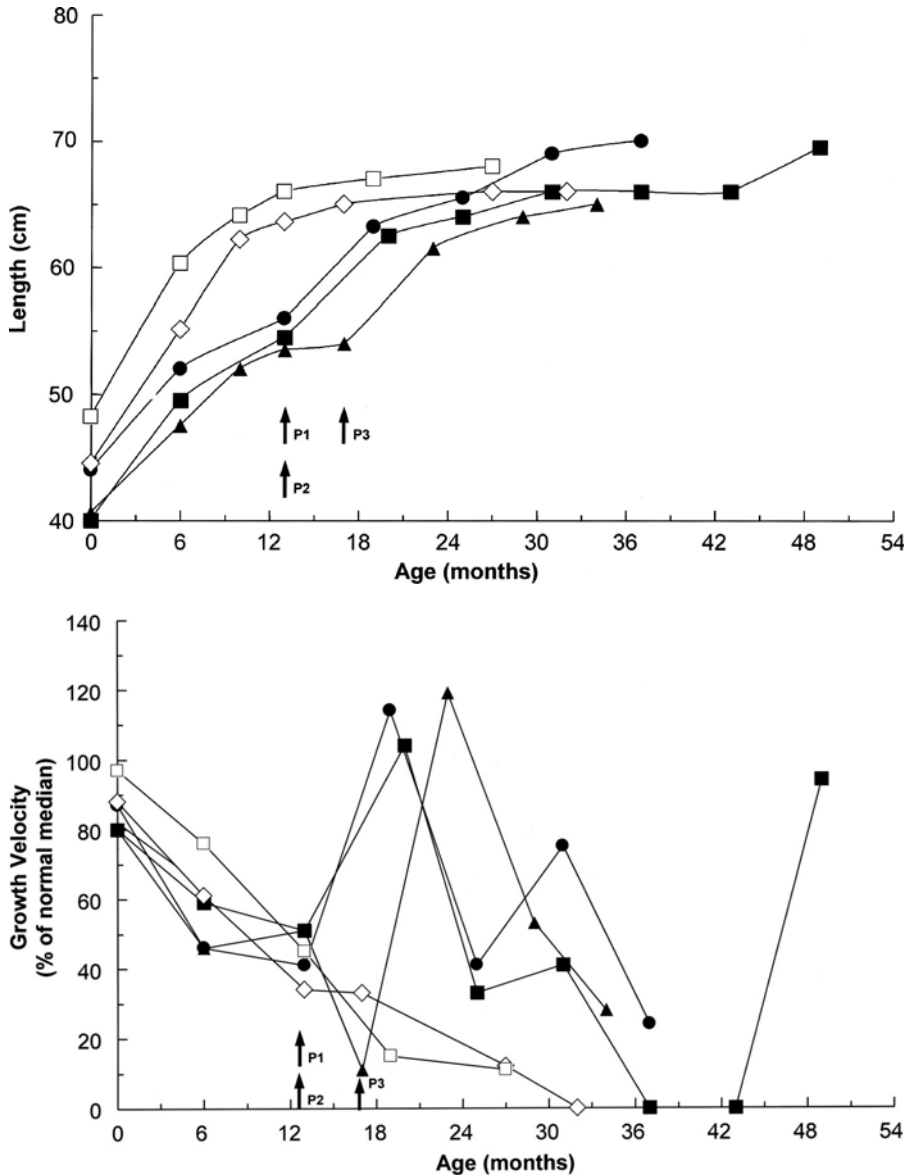 80
70
60
50
40
Length (cm)
P1
P3
P2
0 6 12 18 24 30 36 42 48 54
Age (months)
140
120
100
80
60
40
20
0
Growth Velocity
(% of normal median)
P1
P3
P2
0 6 12 18 24 30 36 42 48 54
Age (months)